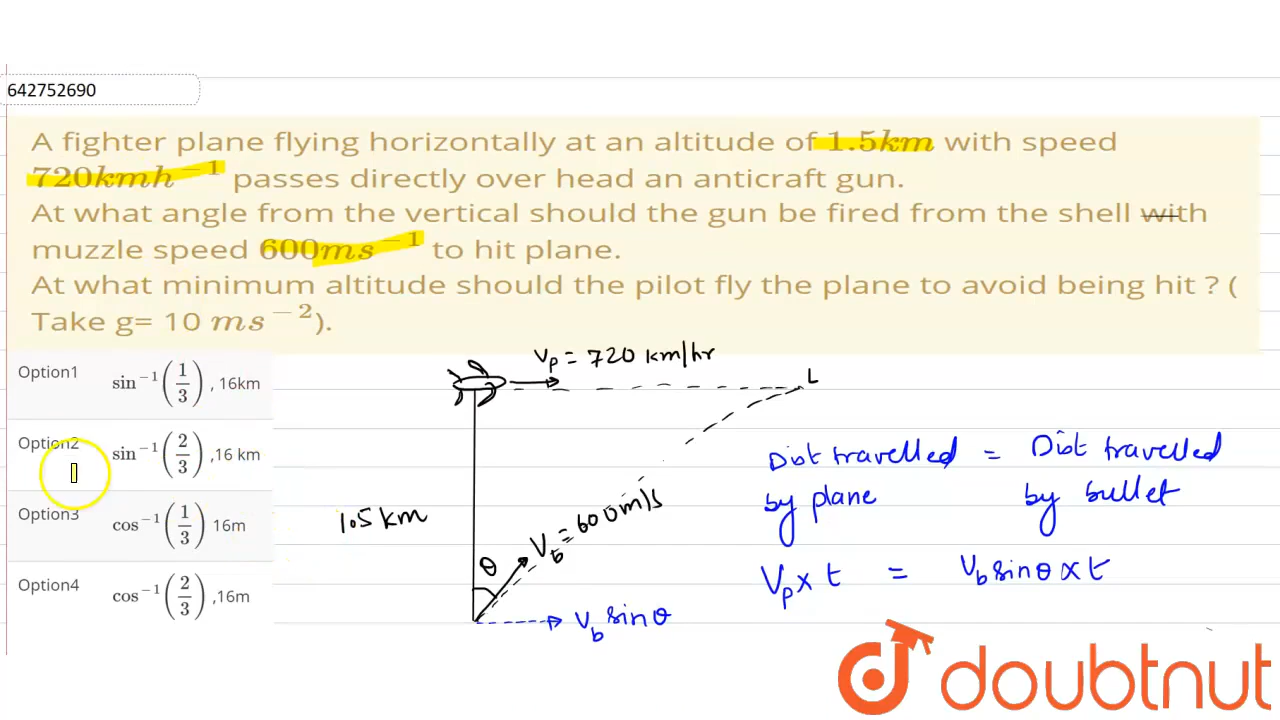 642752690
A fighter plane flying horizontally at an altitude of 1.5km with speed
720kmh⁻¹ passes directly over head an anticraft gun.
At what angle from the vertical should the gun be fired from the shell with
muzzle speed 600ms⁻¹ to hit plane.
At what minimum altitude should the pilot fly the plane to avoid being hit ? (
Take g= 10 ms⁻²).
Option1 sin⁻¹(1/3) , 16km
Option2 sin⁻¹(2/3) ,16 km
Option3 cos⁻¹(1/3) 16m
Option4 cos⁻¹(2/3) ,16m
Vp = 720 km/hr
L
1.5 km
θ
Vb = 600 m/s
Vb sinθ
Dist travelled = Dist travelled
by plane by bullet
Vp x t = Vb sinθ x t
doubtnut